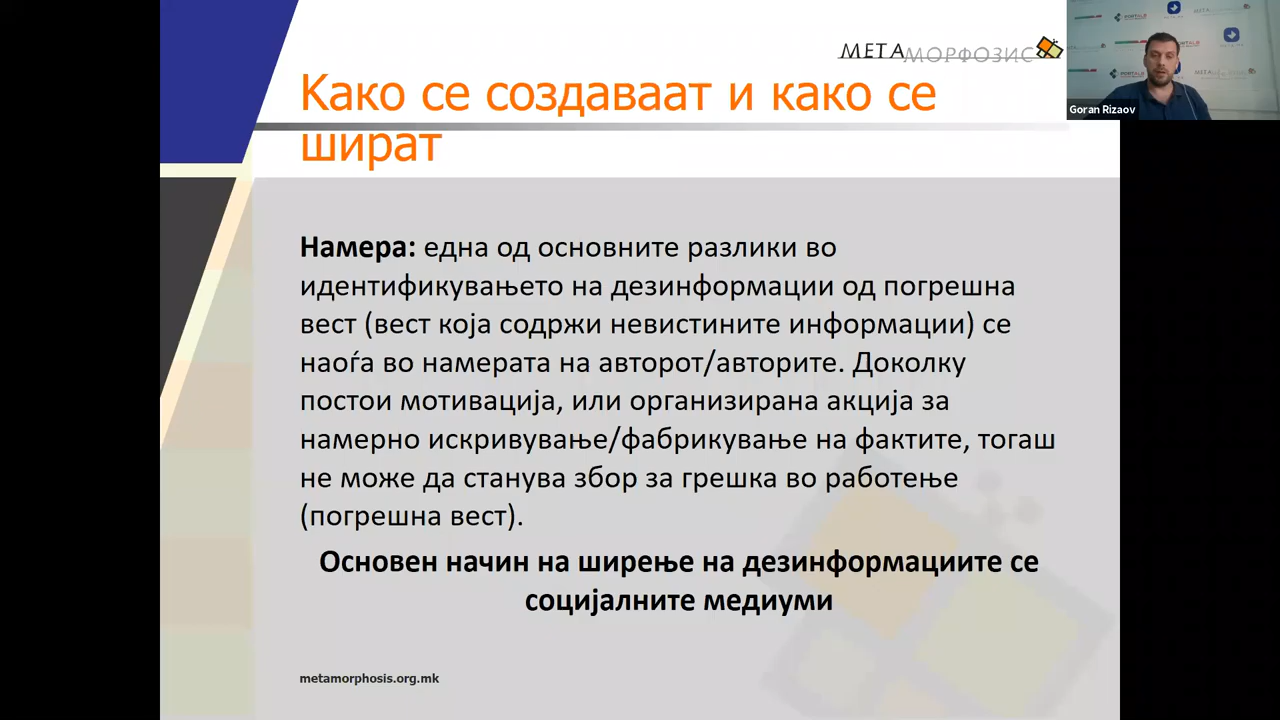 МЕТАМОРФОЗИС
Како се создаваат и како се
шират
Goran Rizaov
Намера: една од основните разлики во
идентификувањето на дезинформации од погрешна
вест (вест која содржи невистините информации) се
наоѓа во намерата на авторот/авторите. Доколку
постои мотивација, или организирана акција за
намерно искривување/фабрикување на фактите, тогаш
не може да станува збор за грешка во работење
(погрешна вест).
Основен начин на ширење на дезинформациите се
социјалните медиуми
metamorphosis.org.mk